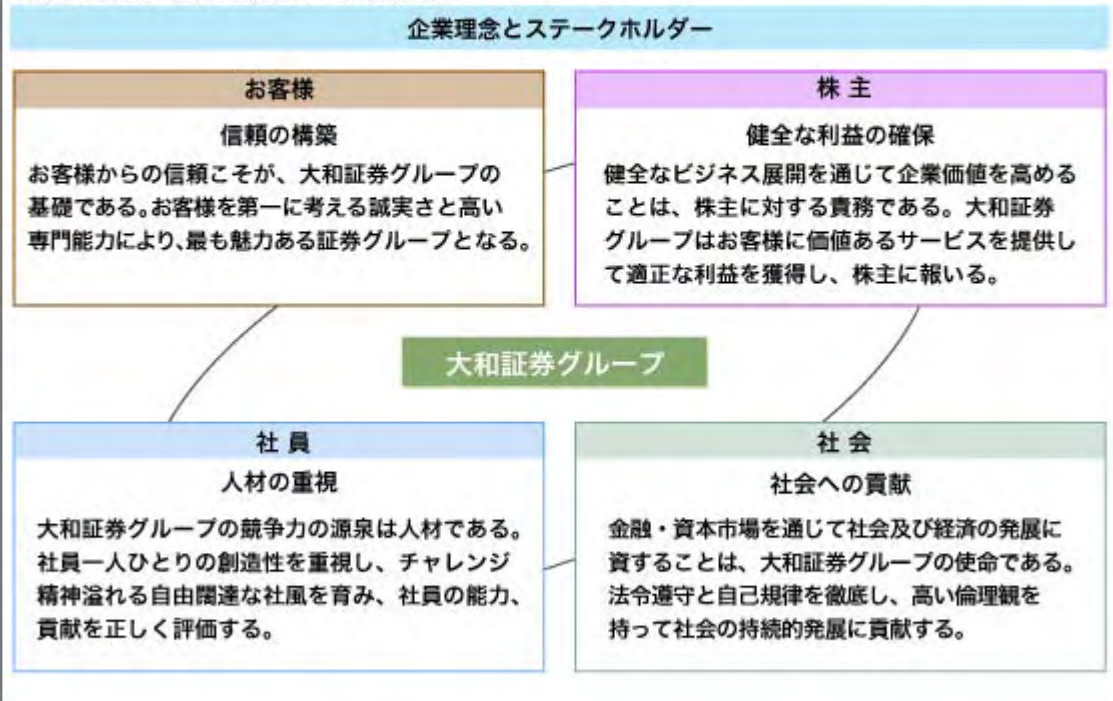 企業理念とステークホルダー
お客様
信頼の構築
お客様からの信頼こそが、大和証券グループの
基礎である。お客様を第一に考える誠実さと高い
専門能力により、最も魅力ある証券グループとなる。
株 主
健全な利益の確保
健全なビジネス展開を通じて企業価値を高める
ことは、株主に対する責務である。大和証券
グループはお客様に価値あるサービスを提供し
て適正な利益を獲得し、株主に報いる。
大和証券グループ
社 員
人材の重視
大和証券グループの競争力の源泉は人材である。
社員一人ひとりの創造性を重視し、チャレンジ
精神溢れる自由闊達な社風を育み、社員の能力、
貢献を正しく評価する。
社 会
社会への貢献
金融・資本市場を通じて社会及び経済の発展に
資することは、大和証券グループの使命である。
法令遵守と自己規律を徹底し、高い倫理観を
持って社会の持続的発展に貢献する。